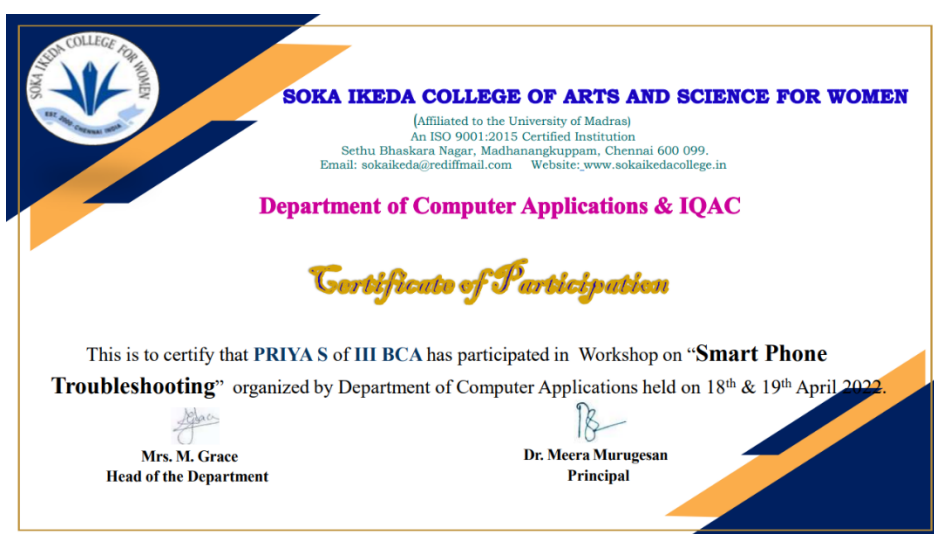 SOKA IKEDA COLLEGE FOR WOMEN
EST. 2000-CHENNAI INDIA
SOKA IKEDA COLLEGE OF ARTS AND SCIENCE FOR WOMEN
(Affiliated to the University of Madras)
An ISO 9001:2015 Certified Institution
Sethu Bhaskara Nagar, Madhanangkuppam, Chennai 600 099.
Email: sokaikeda@rediffmail.com Website: www.sokaikedacollege.in
Department of Computer Applications & IQAC
Certificate of Participation
This is to certify that PRIYA S of III BCA has participated in Workshop on “Smart Phone
Troubleshooting” organized by Department of Computer Applications held on 18th & 19th April 2022.
Mrs. M. Grace
Head of the Department
Dr. Meera Murugesan
Principal